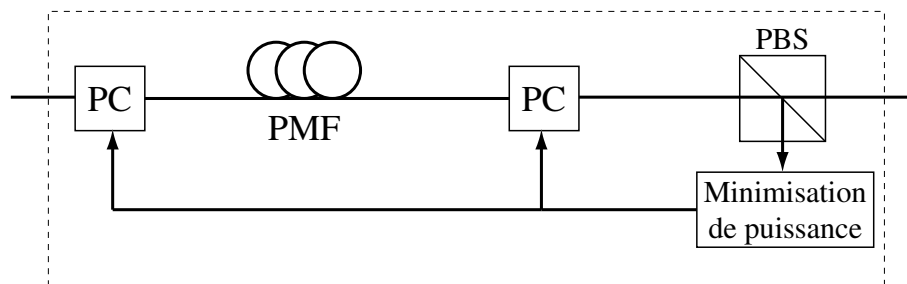 PBS
PC
PMF
PC
Minimisation
de puissance